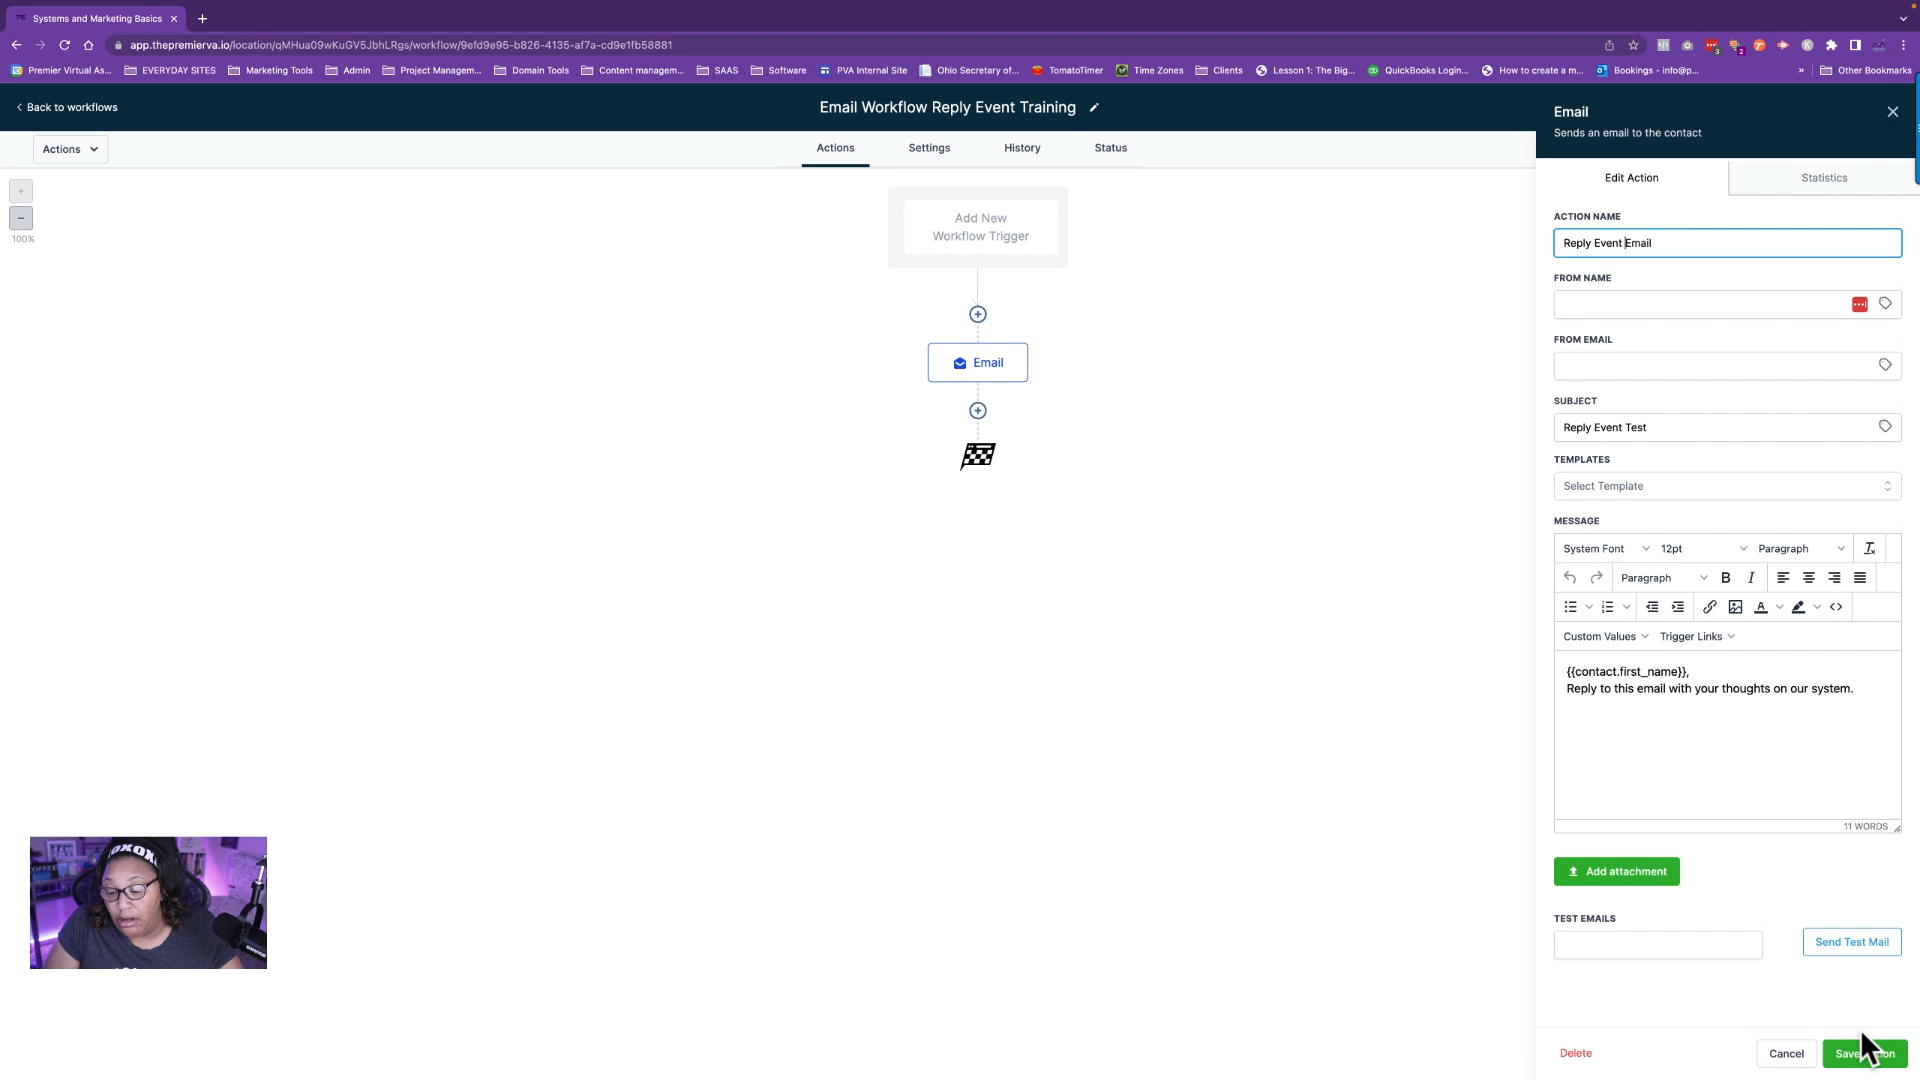 Systems and Marketing Basics
app.thepremierva.io/location/qMHua09wKuGV5JbhLRgs/workflow/9efd9e95-b826-4135-af7a-cd9e1fb58881
Premier Virtual As... EVERYDAY SITES Marketing Tools Admin Project Managem... Domain Tools Content managem... SAAS Software PVA Internal Site Ohio Secretary of... TomatoTimer Time Zones Clients Lesson 1: The Big... QuickBooks Login... How to create a m... Bookings - info@p... » Other Bookmarks
Back to workflows
Email Workflow Reply Event Training
Email
Sends an email to the contact
Actions
Actions Settings History Status
Edit Action Statistics
100%
Add New
Workflow Trigger
Email
ACTION NAME
Reply Event Email
FROM NAME
FROM EMAIL
SUBJECT
Reply Event Test
TEMPLATES
Select Template
MESSAGE
System Font 12pt Paragraph
Paragraph B I
Custom Values Trigger Links
{{contact.first_name}},
Reply to this email with your thoughts on our system.
11 WORDS
Add attachment
TEST EMAILS
Send Test Mail
Delete Cancel